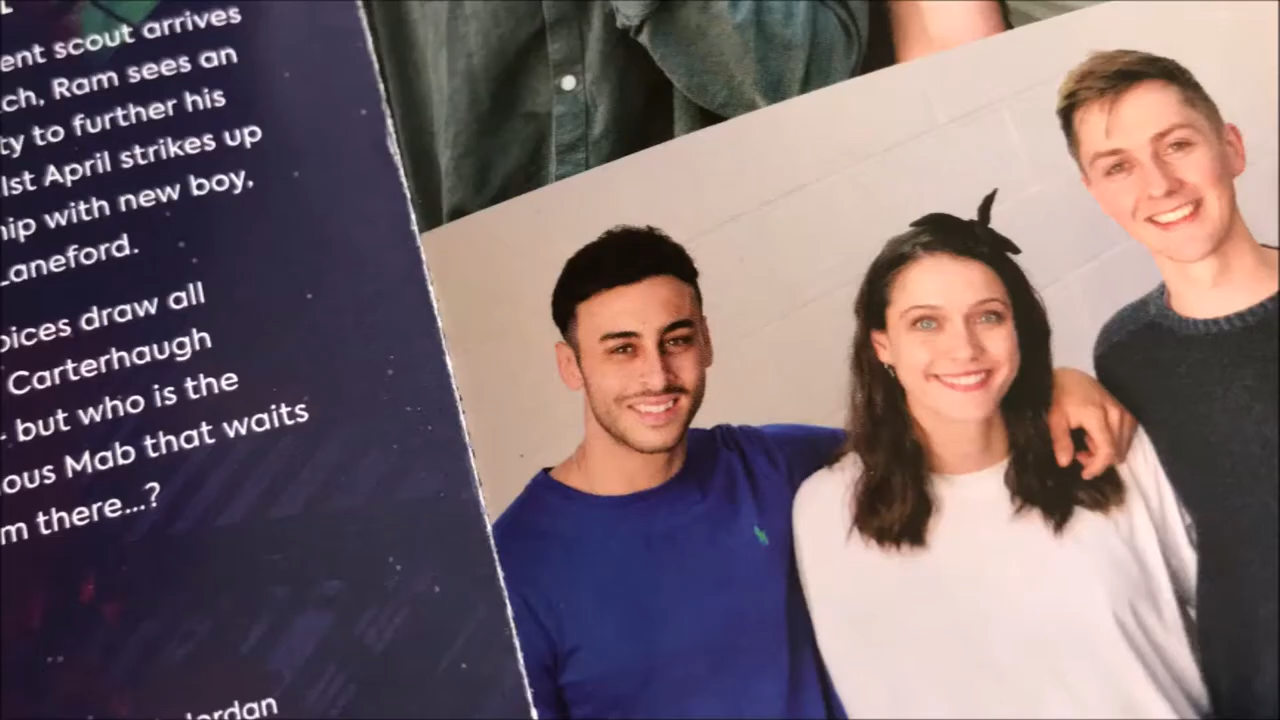 ent scout arrives
ch, Ram sees an
ty to further his
lst April strikes up
hip with new boy,
Laneford.
oices draw all
Carterhaugh
- but who is the
ous Mab that waits
m there...?
Jordan